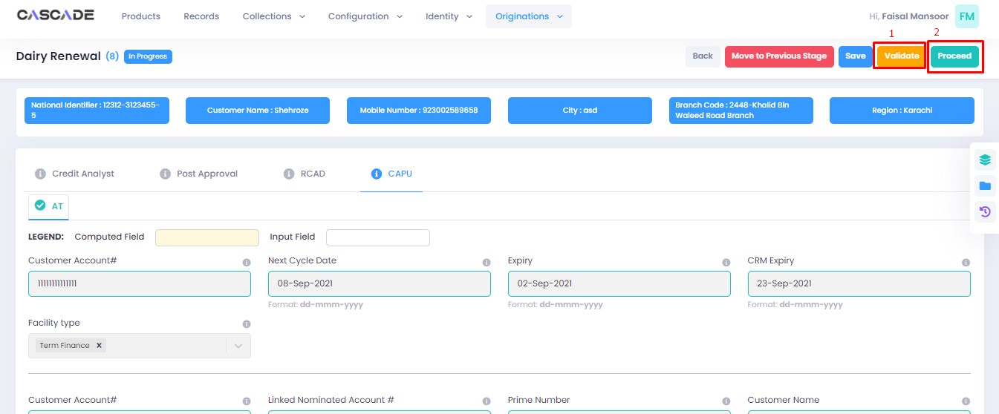 CASCADE Products Records Collections Configuration Identity Originations Hi, Faisal Mansoor FM
1 2
Dairy Renewal (8) In Progress Back Move to Previous Stage Save Validate Proceed
National Identifier : 12312-3123455-5
Customer Name : Shehroze
Mobile Number : 923002589658
City : asd
Branch Code : 2448-Khalid Bin
Waleed Road Branch
Region : Karachi
Credit Analyst Post Approval RCAD CAPU
AT
LEGEND: Computed Field Input Field
Customer Account# Next Cycle Date Expiry CRM Expiry
11111111111111 08-Sep-2021 02-Sep-2021 23-Sep-2021
Format: dd-mmm-yyyy Format: dd-mmm-yyyy Format: dd-mmm-yyyy
Facility type
Term Finance x
Customer Account# Linked Nominated Account # Prime Number Customer Name